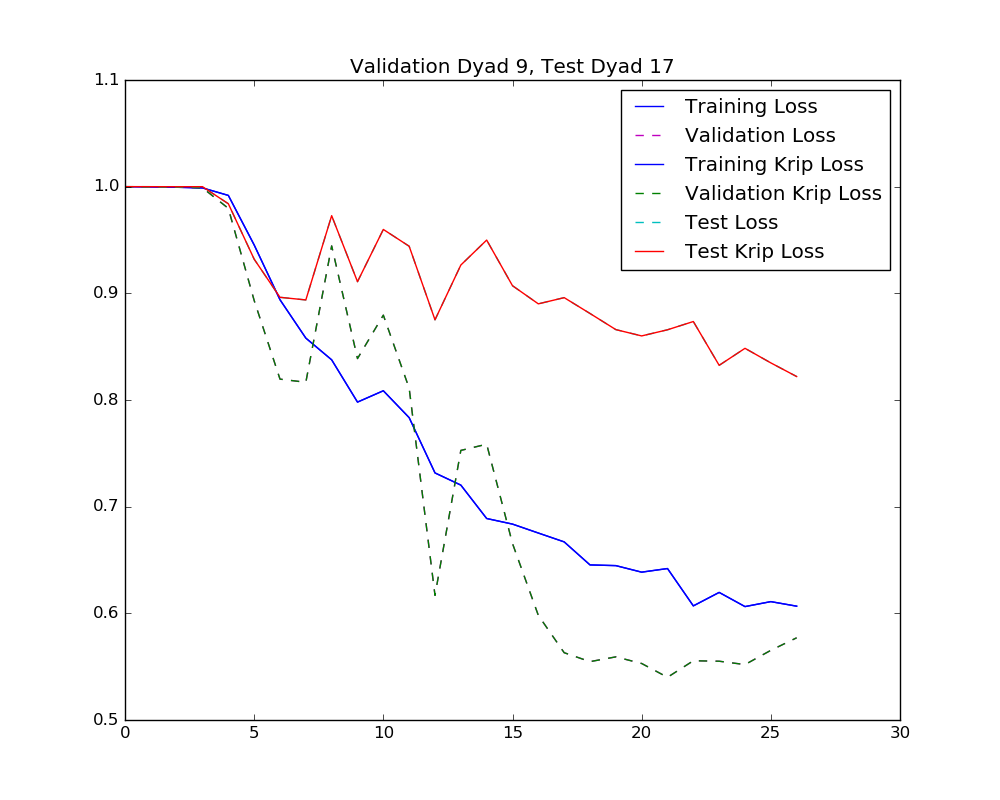 Validation Dyad 9, Test Dyad 17
1.1
1.0
0.9
0.8
0.7
0.6
0.5
0 5 10 15 20 25 30
Training Loss
Validation Loss
Training Krip Loss
Validation Krip Loss
Test Loss
Test Krip Loss